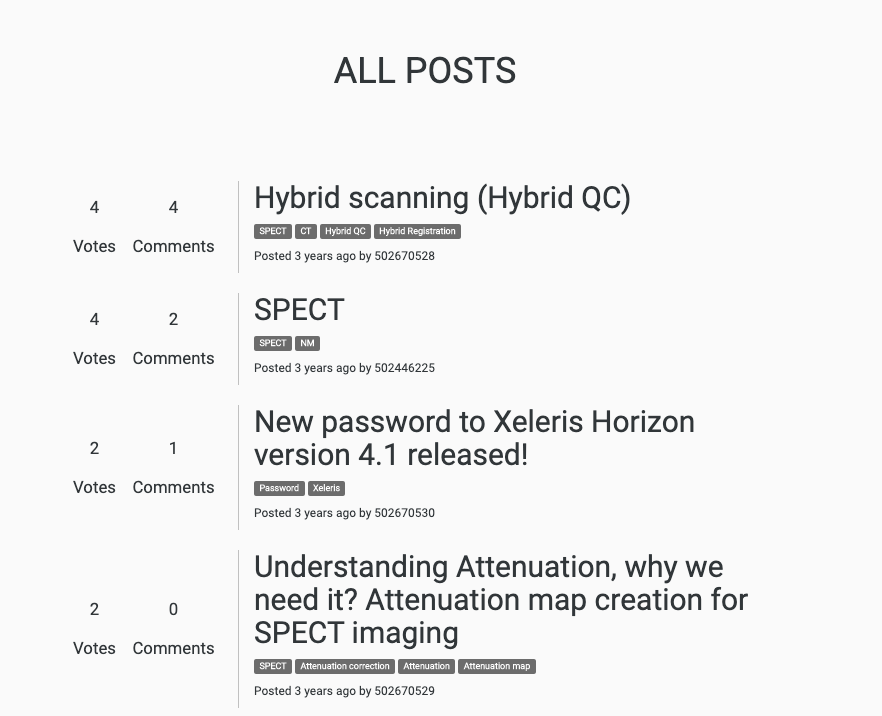 ALL POSTS
4 4
Votes Comments
Hybrid scanning (Hybrid QC)
SPECT CT Hybrid QC Hybrid Registration
Posted 3 years ago by 502670528
4 2
Votes Comments
SPECT
SPECT NM
Posted 3 years ago by 502446225
2 1
Votes Comments
New password to Xeleris Horizon
version 4.1 released!
Password Xeleris
Posted 3 years ago by 502670530
2 0
Votes Comments
Understanding Attenuation, why we
need it? Attenuation map creation for
SPECT imaging
SPECT Attenuation correction Attenuation Attenuation map
Posted 3 years ago by 502670529